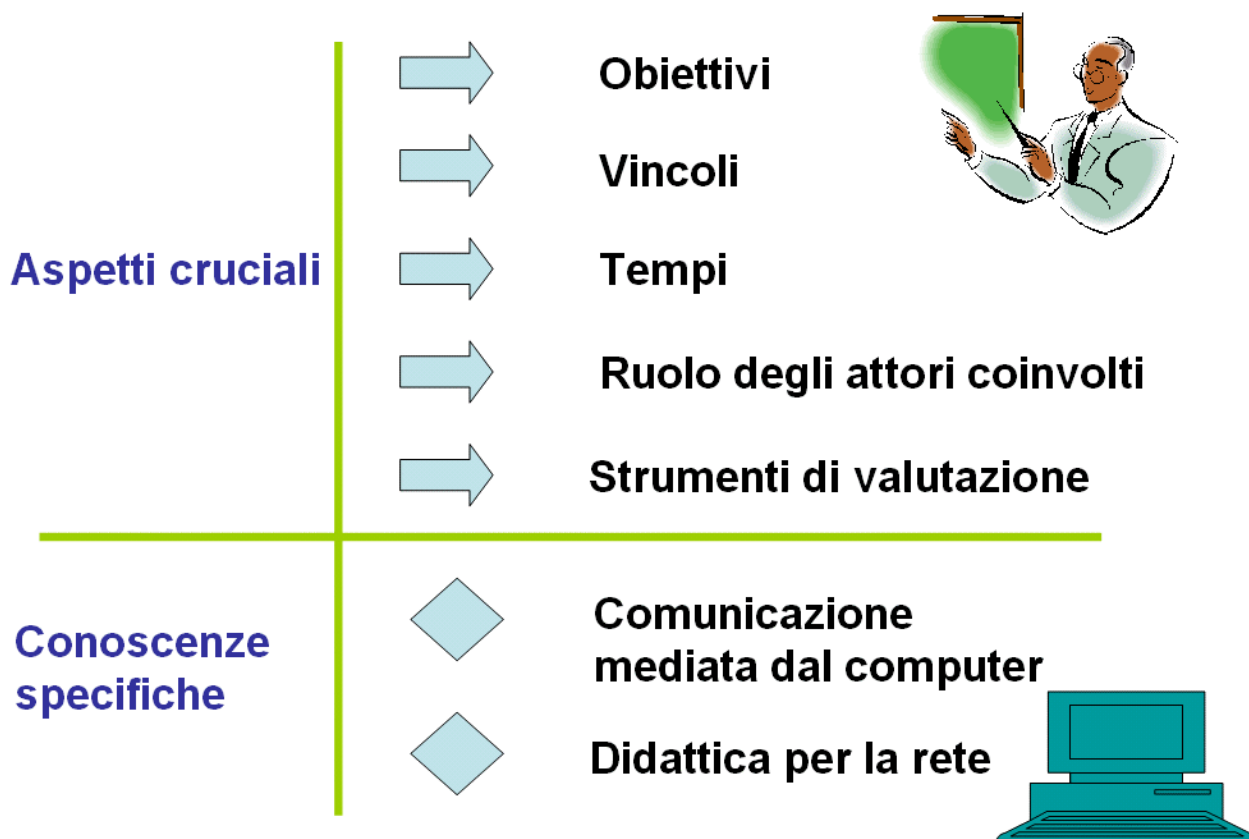 Aspetti cruciali
Obiettivi
Vincoli
Tempi
Ruolo degli attori coinvolti
Strumenti di valutazione
Conoscenze
specifiche
Comunicazione
mediata dal computer
Didattica per la rete